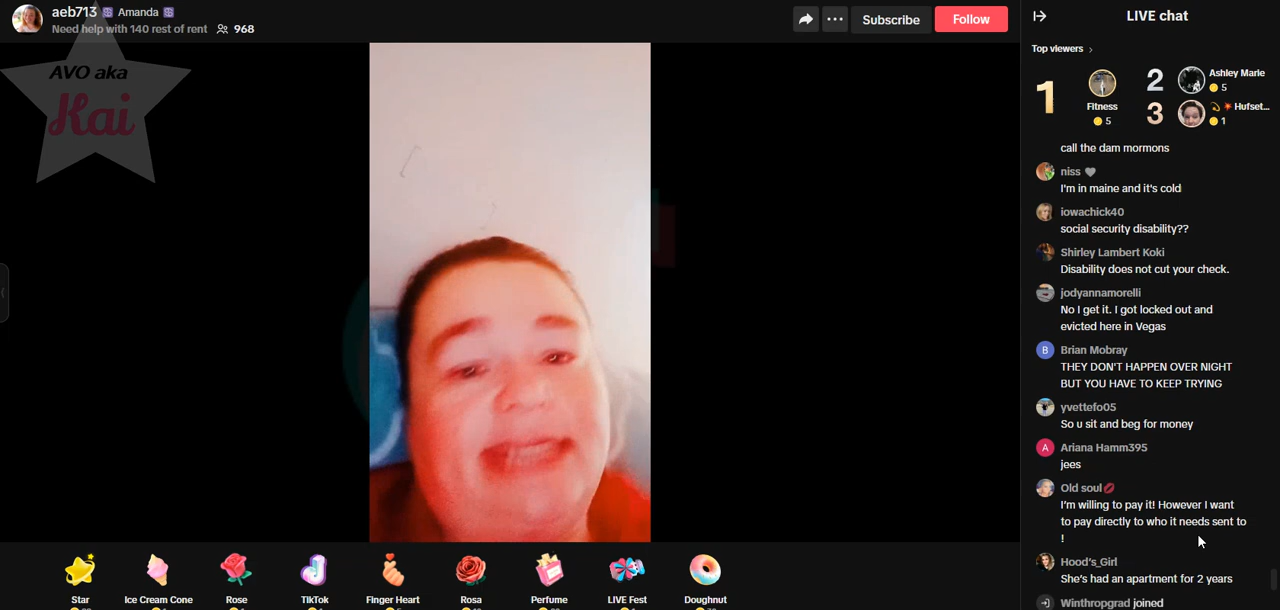 aeb713 Amanda
Need help with 140 rest of rent 968
Subscribe
Follow
AVO aka
Kai
LIVE chat
Top viewers >
1
Fitness
5
2
Ashley Marie
5
3
Hufset...
1
call the dam mormons
niss
I'm in maine and it's cold
iowachick40
social security disability??
Shirley Lambert Koki
Disability does not cut your check.
jodyannamorelli
No I get it. I got locked out and
evicted here in Vegas
B Brian Mobray
THEY DON'T HAPPEN OVER NIGHT
BUT YOU HAVE TO KEEP TRYING
yvettefo05
So u sit and beg for money
A Ariana Hamm395
jees
Old soul
I'm willing to pay it! However I want
to pay directly to who it needs sent to
!
Hood's_Girl
She's had an apartment for 2 years
Winthropgrad joined
Star
Ice Cream Cone
Rose
TikTok
Finger Heart
Rosa
Perfume
LIVE Fest
Doughnut